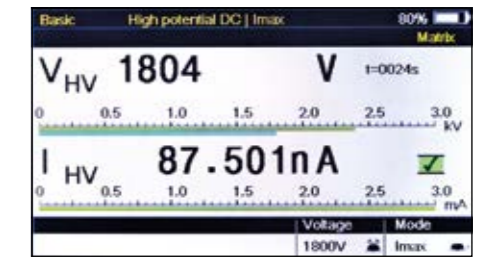 Basic High potential DC | Imax 80%
Matrix
VHV 1804 V t=0024s
0 0.5 1.0 1.5 2.0 2.5 3.0
kV
IHV 87.501nA
0 0.5 1.0 1.5 2.0 2.5 3.0
mA
Voltage Mode
1800V Imax